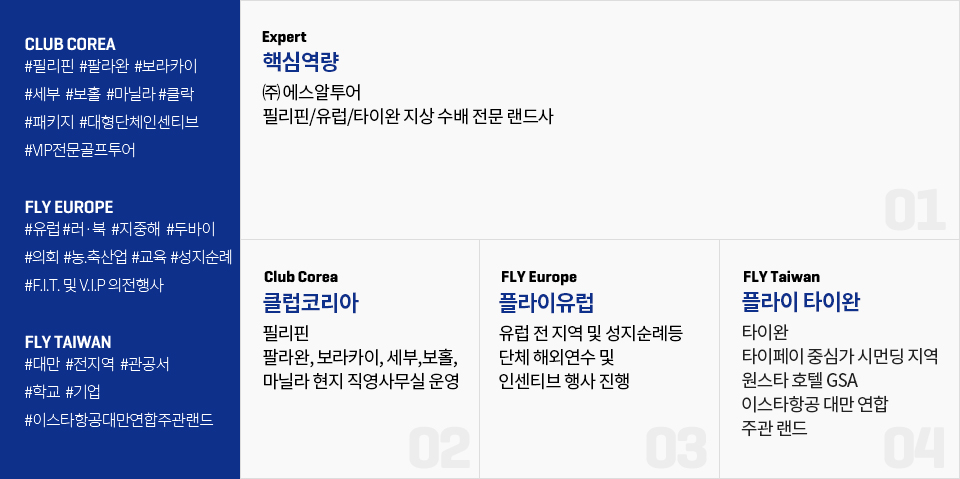 CLUB COREA
#필리핀 #팔라완 #보라카이
#세부 #보홀 #마닐라 #클락
#패키지 #대형단체인센티브
#VIP전문골프투어
FLY EUROPE
#유럽 #러·북 #지중해 #두바이
#의회 #농.축산업 #교육 #성지순례
#F.I.T. 및 V.I.P 의전행사
FLY TAIWAN
#대만 #전지역 #관공서
#학교 #기업
#이스타항공대만연합주관랜드
Expert
핵심역량
㈜에스알투어
필리핀/유럽/타이완 지상 수배 전문 랜드사
01
Club Corea
클럽코리아
필리핀
팔라완, 보라카이, 세부,보홀,
마닐라 현지 직영사무실 운영
02
FLY Europe
플라이유럽
유럽 전 지역 및 성지순례등
단체 해외연수 및
인센티브 행사 진행
03
FLY Taiwan
플라이 타이완
타이완
타이페이 중심가 시먼딩 지역
원스타 호텔 GSA
이스타항공 대만 연합
주관 랜드
04